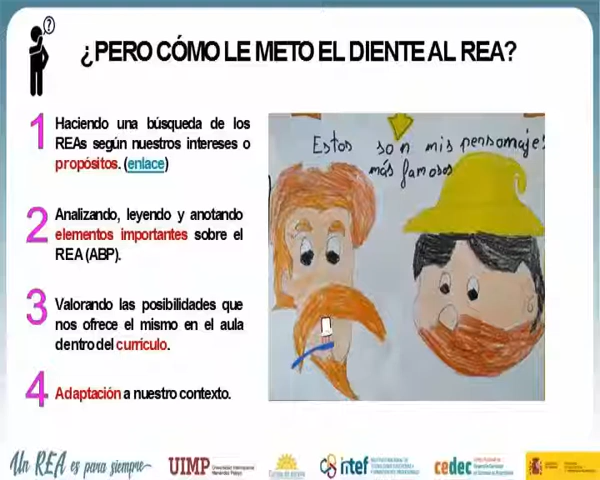 ¿PERO CÓMO LE METO EL DIENTE AL REA?
1 Haciendo una búsqueda de los
REAs según nuestros intereses o
propósitos. (enlace)
2 Analizando, leyendo y anotando
elementos importantes sobre el
REA (ABP).
3 Valorando las posibilidades que
nos ofrece el mismo en el aula
dentro del currículo.
4 Adaptación a nuestro contexto.
Estos son mis personajes
más famosos
Un REA es para siempre
UIMP
intef
cedec